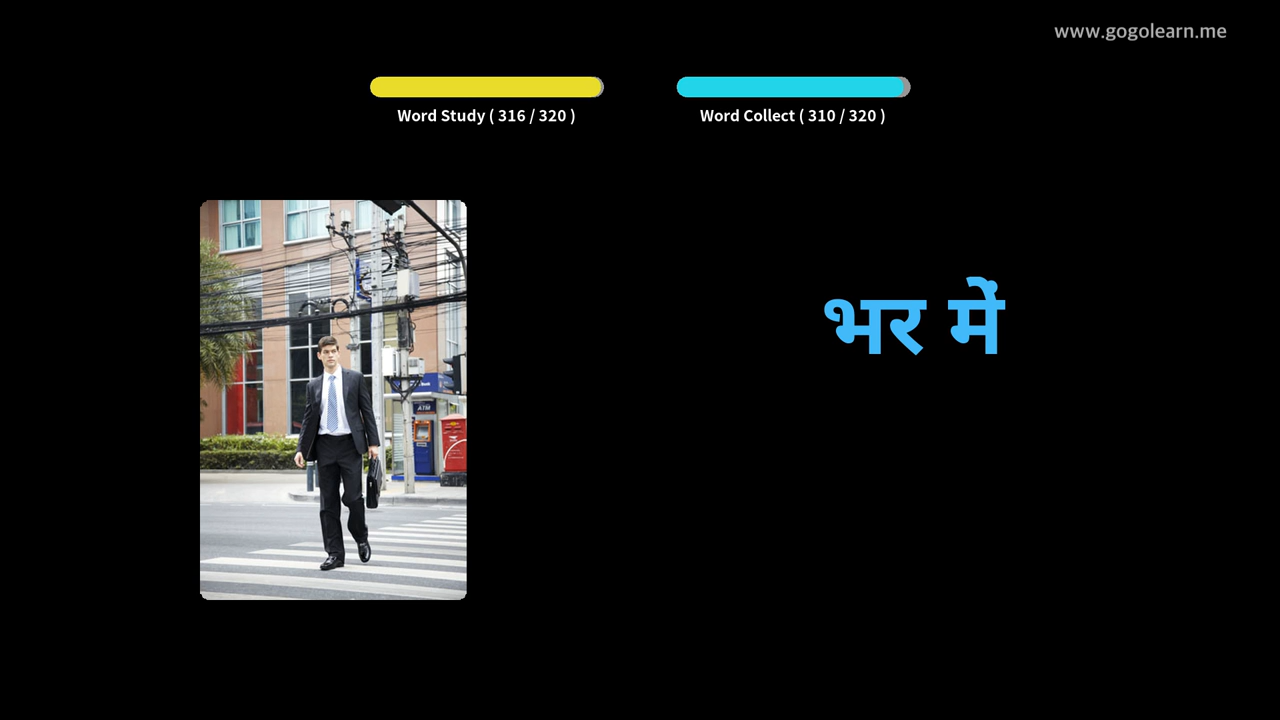 www.gogolearn.me
Word Study ( 316 / 320 )
Word Collect ( 310 / 320 )
भर में
ATM